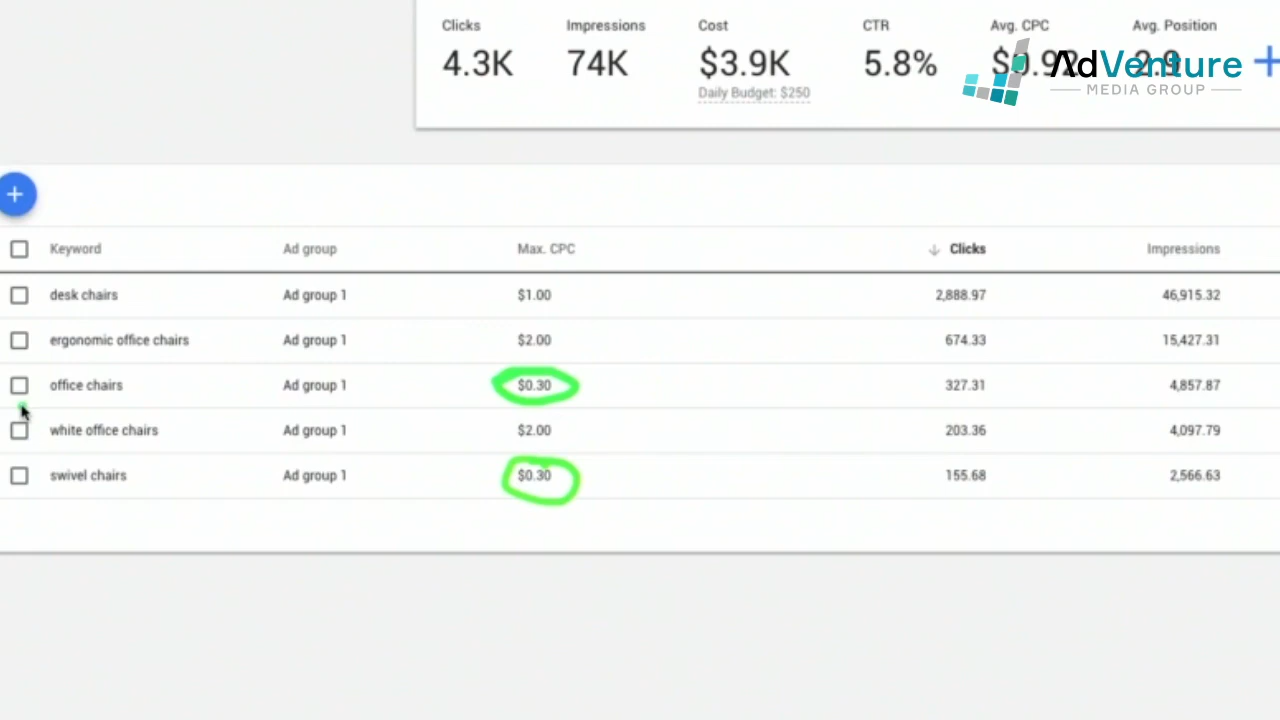 Clicks Impressions Cost CTR Avg. CPC Avg. Position
4.3K 74K $3.9K 5.8%
Daily Budget: $250
AdVenture
MEDIA GROUP
Keyword Ad group Max. CPC Clicks Impressions
desk chairs Ad group 1 $1.00 2,888.97 46,915.32
ergonomic office chairs Ad group 1 $2.00 674.33 15,427.31
office chairs Ad group 1 $0.30 327.31 4,857.87
white office chairs Ad group 1 $2.00 203.36 4,097.79
swivel chairs Ad group 1 $0.30 155.68 2,566.63